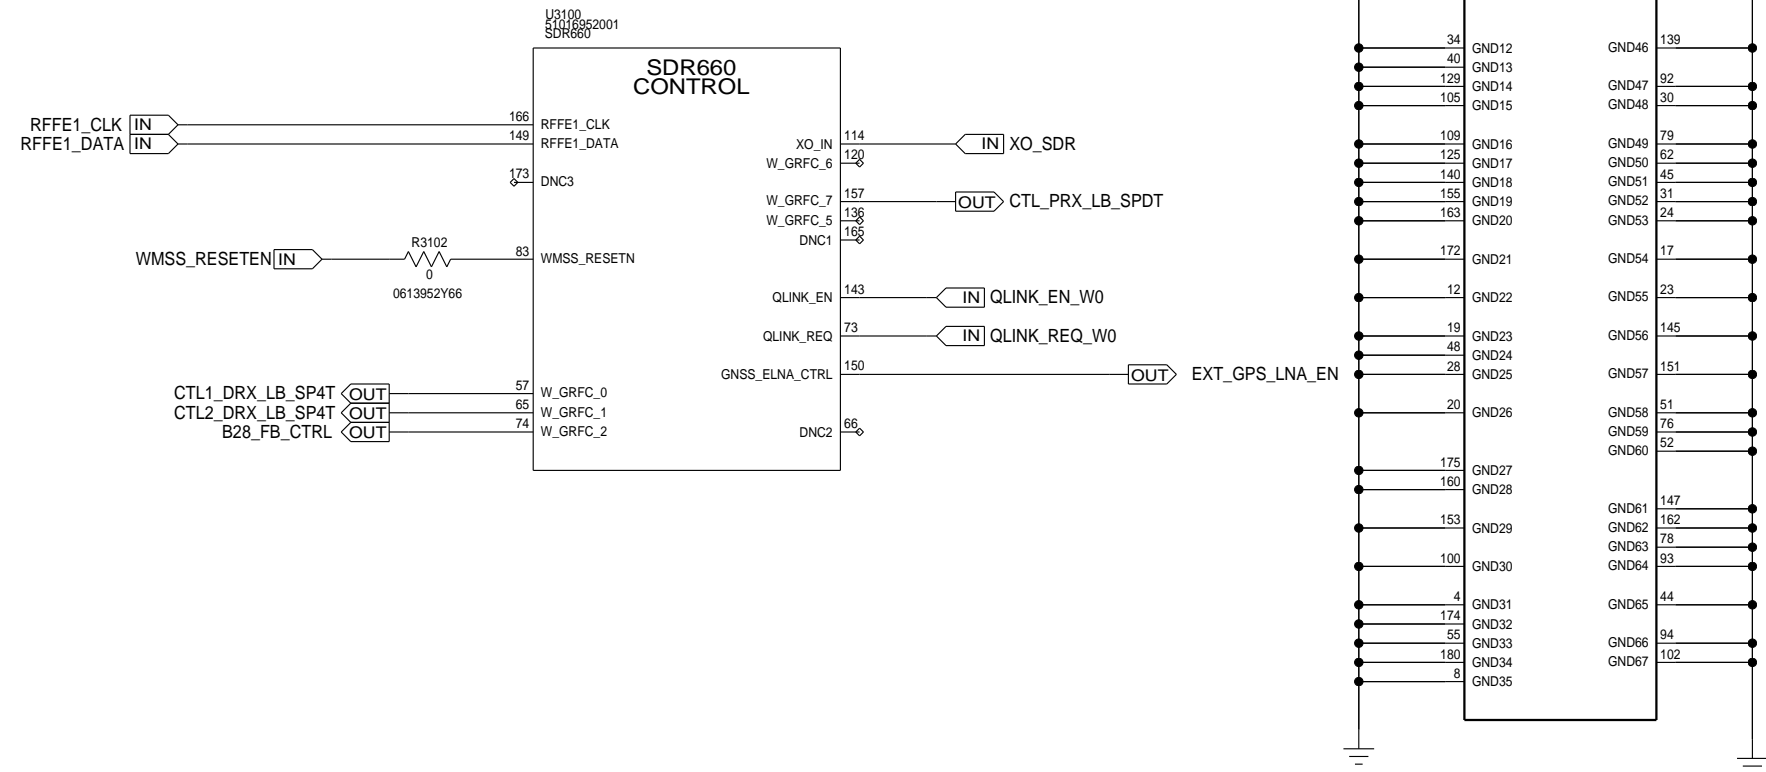 U3100
51016952001
SDR660
SDR660
CONTROL
RFFE1_CLK IN 166 RFFE1_CLK
RFFE1_DATA IN 149 RFFE1_DATA
173 DNC3
WMSS_RESETEN IN R3102 83 WMSS_RESETN
0
0613952Y66
CTL1_DRX_LB_SP4T OUT 57 W_GRFC_0
CTL2_DRX_LB_SP4T OUT 65 W_GRFC_1
B28_FB_CTRL OUT 74 W_GRFC_2
XO_IN 114 IN XO_SDR
W_GRFC_6 120
W_GRFC_7 157 OUT CTL_PRX_LB_SPDT
W_GRFC_5 136
DNC1 165
QLINK_EN 143 IN QLINK_EN_W0
QLINK_REQ 73 IN QLINK_REQ_W0
GNSS_ELNA_CTRL 150 OUT EXT_GPS_LNA_EN
DNC2 66
34 GND12
40 GND13
129 GND14
105 GND15
109 GND16
125 GND17
140 GND18
155 GND19
163 GND20
172 GND21
12 GND22
19 GND23
48 GND24
28 GND25
20 GND26
175 GND27
160 GND28
153 GND29
100 GND30
4 GND31
174 GND32
55 GND33
180 GND34
8 GND35
GND46 139
GND47 92
GND48 30
GND49 79
GND50 62
GND51 45
GND52 31
GND53 24
GND54 17
GND55 23
GND56 145
GND57 151
GND58 51
GND59 76
GND60 52
GND61 147
GND62 162
GND63 78
GND64 93
GND65 44
GND66 94
GND67 102